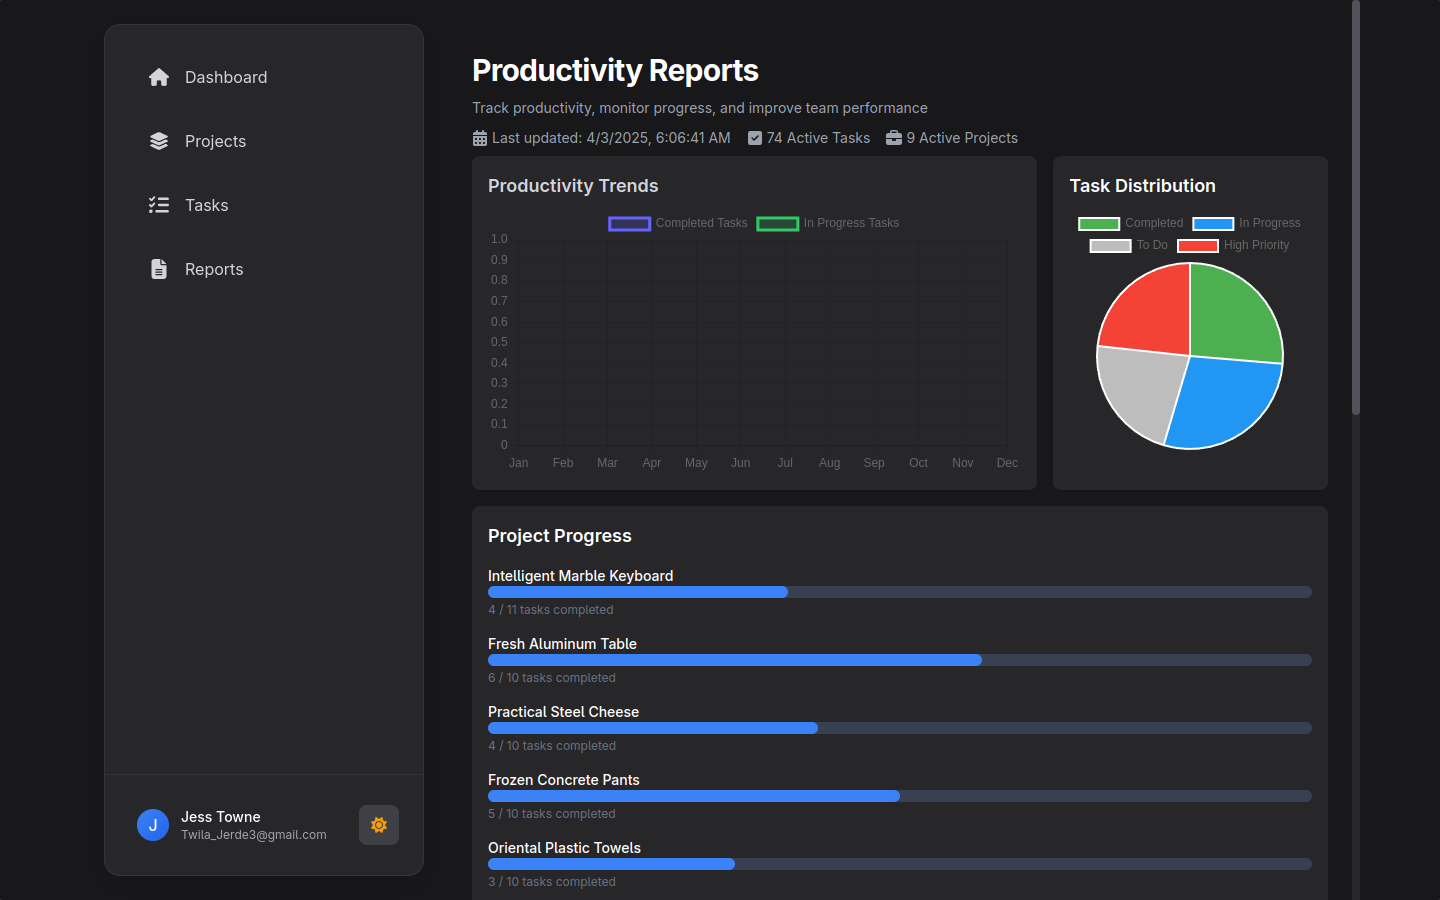 Dashboard
Projects
Tasks
Reports
Jess Towne
J
Twila_Jerde3@gmail.com
Productivity Reports
Track productivity, monitor progress, and improve team performance
Last updated: 4/3/2025, 6:06:41 AM 74 Active Tasks 9 Active Projects
Productivity Trends
Completed Tasks In Progress Tasks
1.0
0.9
0.8
0.7
0.6
0.5
0.4
0.3
0.2
0.1
0
Jan Feb Mar Apr May Jun Jul Aug Sep Oct Nov Dec
Task Distribution
Completed In Progress
To Do High Priority
Project Progress
Intelligent Marble Keyboard
4 / 11 tasks completed
Fresh Aluminum Table
6 / 10 tasks completed
Practical Steel Cheese
4 / 10 tasks completed
Frozen Concrete Pants
5 / 10 tasks completed
Oriental Plastic Towels
3 / 10 tasks completed